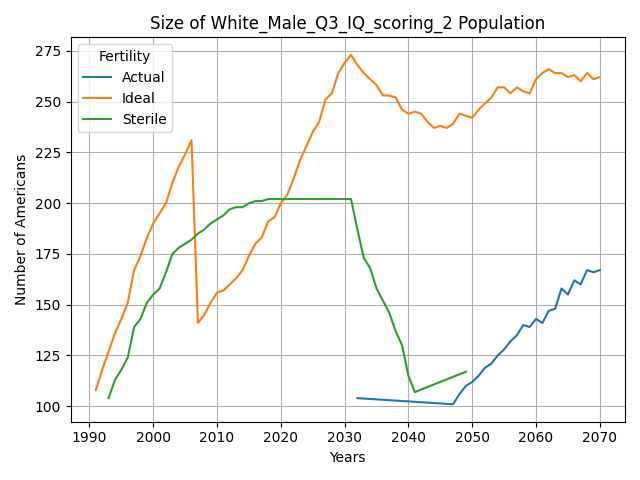 Size of White_Male_Q3_IQ_scoring_2 Population
Fertility
Actual
Ideal
Sterile
Number of Americans
275
250
225
200
175
150
125
100
1990 2000 2010 2020 2030 2040 2050 2060 2070
Years